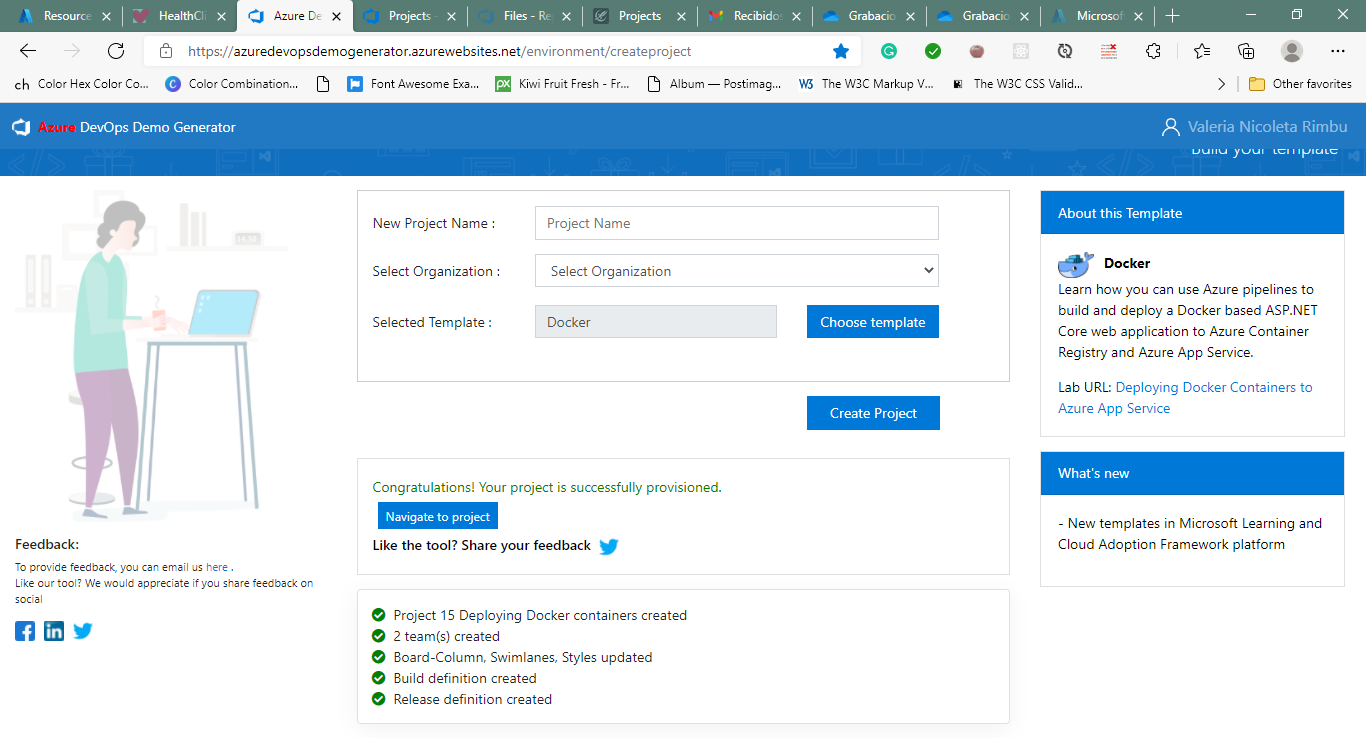 Resource
HealthCli
Azure De
Projects -
Files - Re
Projects
Recibidos
Grabacio
Grabacio
Microsof
https://azuredevopsdemogenerator.azurewebsites.net/environment/createproject
ch Color Hex Color Co...
C Color Combination...
Font Awesome Exa...
px Kiwi Fruit Fresh - Fr...
Album — Postimag...
W3 The W3C Markup V...
The W3C CSS Valid...
Other favorites
Azure DevOps Demo Generator
Valeria Nicoleta Rimbu
Build your template
New Project Name :
Project Name
Select Organization :
Select Organization
Selected Template :
Docker
Choose template
Create Project
About this Template
Docker
Learn how you can use Azure pipelines to
build and deploy a Docker based ASP.NET
Core web application to Azure Container
Registry and Azure App Service.
Lab URL: Deploying Docker Containers to
Azure App Service
Congratulations! Your project is successfully provisioned.
Navigate to project
Like the tool? Share your feedback
What's new
- New templates in Microsoft Learning and
Cloud Adoption Framework platform
Feedback:
To provide feedback, you can email us here .
Like our tool? We would appreciate if you share feedback on
social
Project 15 Deploying Docker containers created
2 team(s) created
Board-Column, Swimlanes, Styles updated
Build definition created
Release definition created